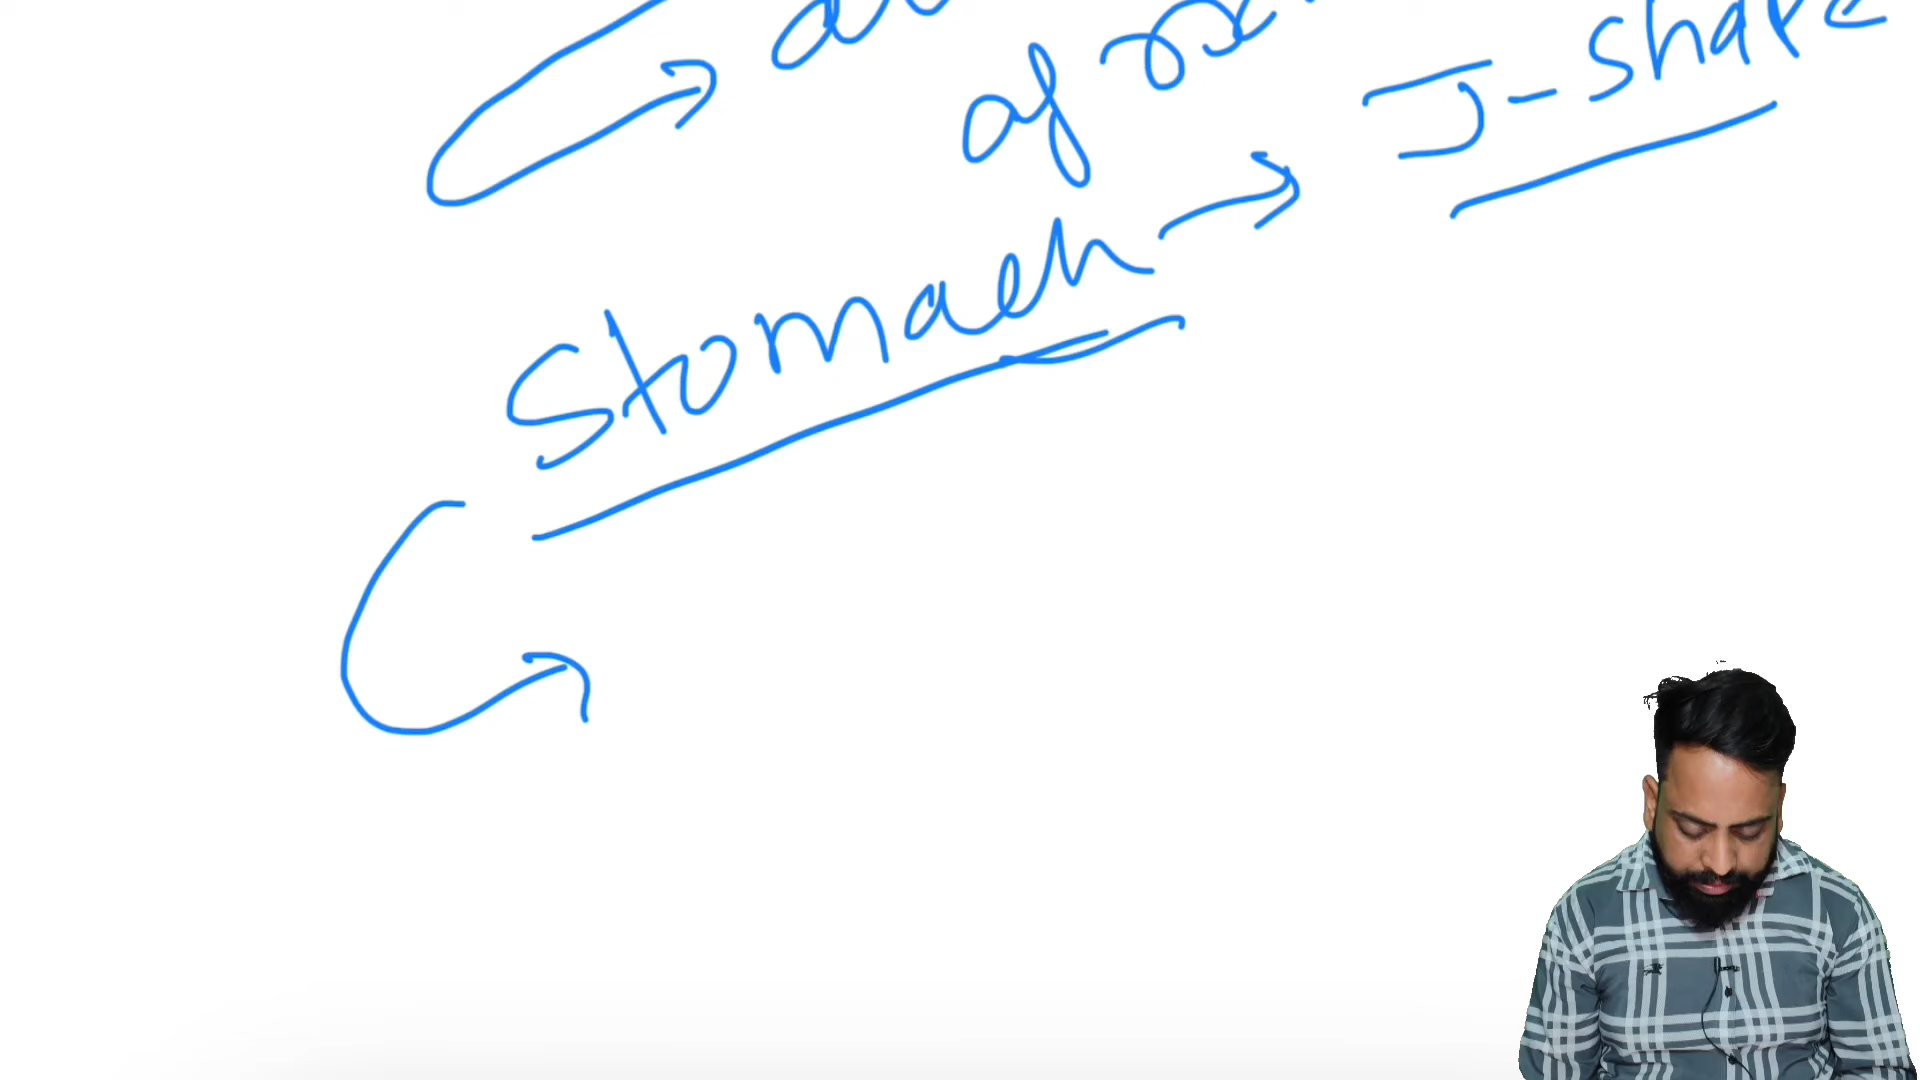 of
Stomach → J-shape